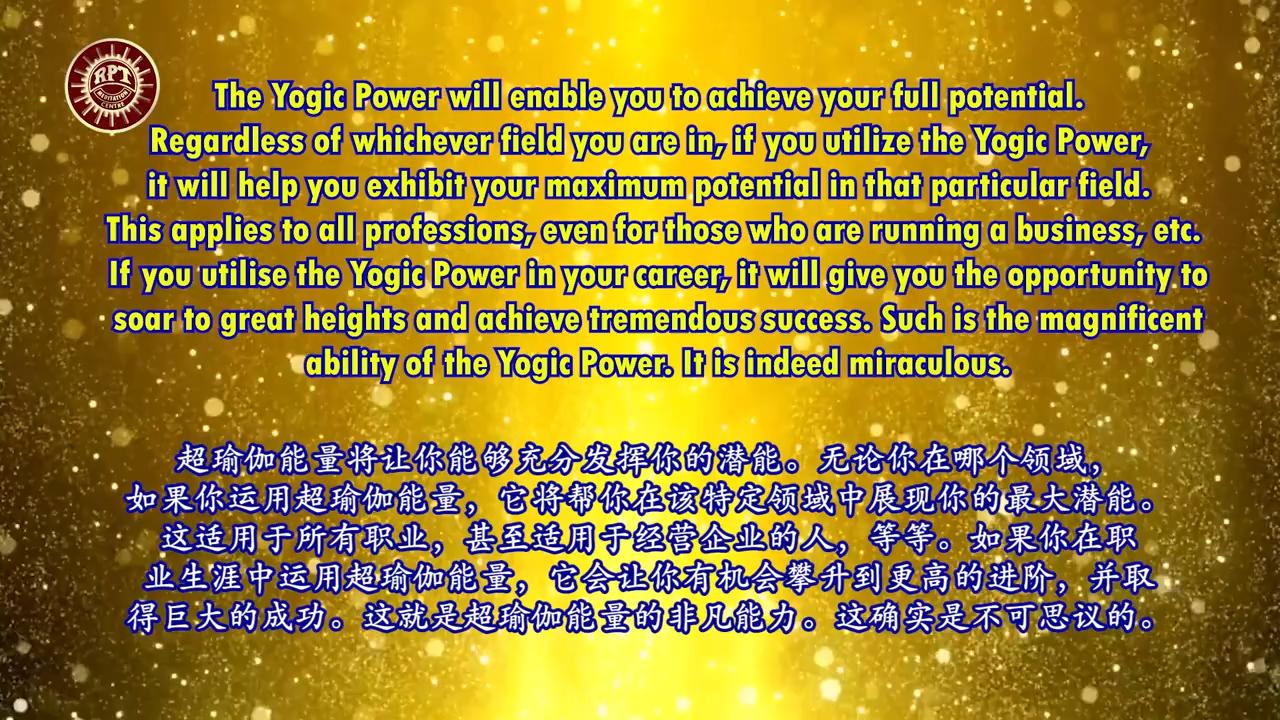 RPT
MEDITATION
CENTRE
The Yogic Power will enable you to achieve your full potential.
Regardless of whichever field you are in, if you utilize the Yogic Power,
it will help you exhibit your maximum potential in that particular field.
This applies to all professions, even for those who are running a business, etc.
If you utilise the Yogic Power in your career, it will give you the opportunity to
soar to great heights and achieve tremendous success. Such is the magnificent
ability of the Yogic Power. It is indeed miraculous.
超瑜伽能量将让你能够充分发挥你的潜能。无论你在哪个领域，
如果你运用超瑜伽能量，它将帮你在该特定领域中展现你的最大潜能。
这适用于所有职业，甚至适用于经营企业的人，等等。如果你在职
业生涯中运用超瑜伽能量，它会让你有机会攀升到更高的进阶，并取
得巨大的成功。这就是超瑜伽能量的非凡能力。这确实是不可思议的。